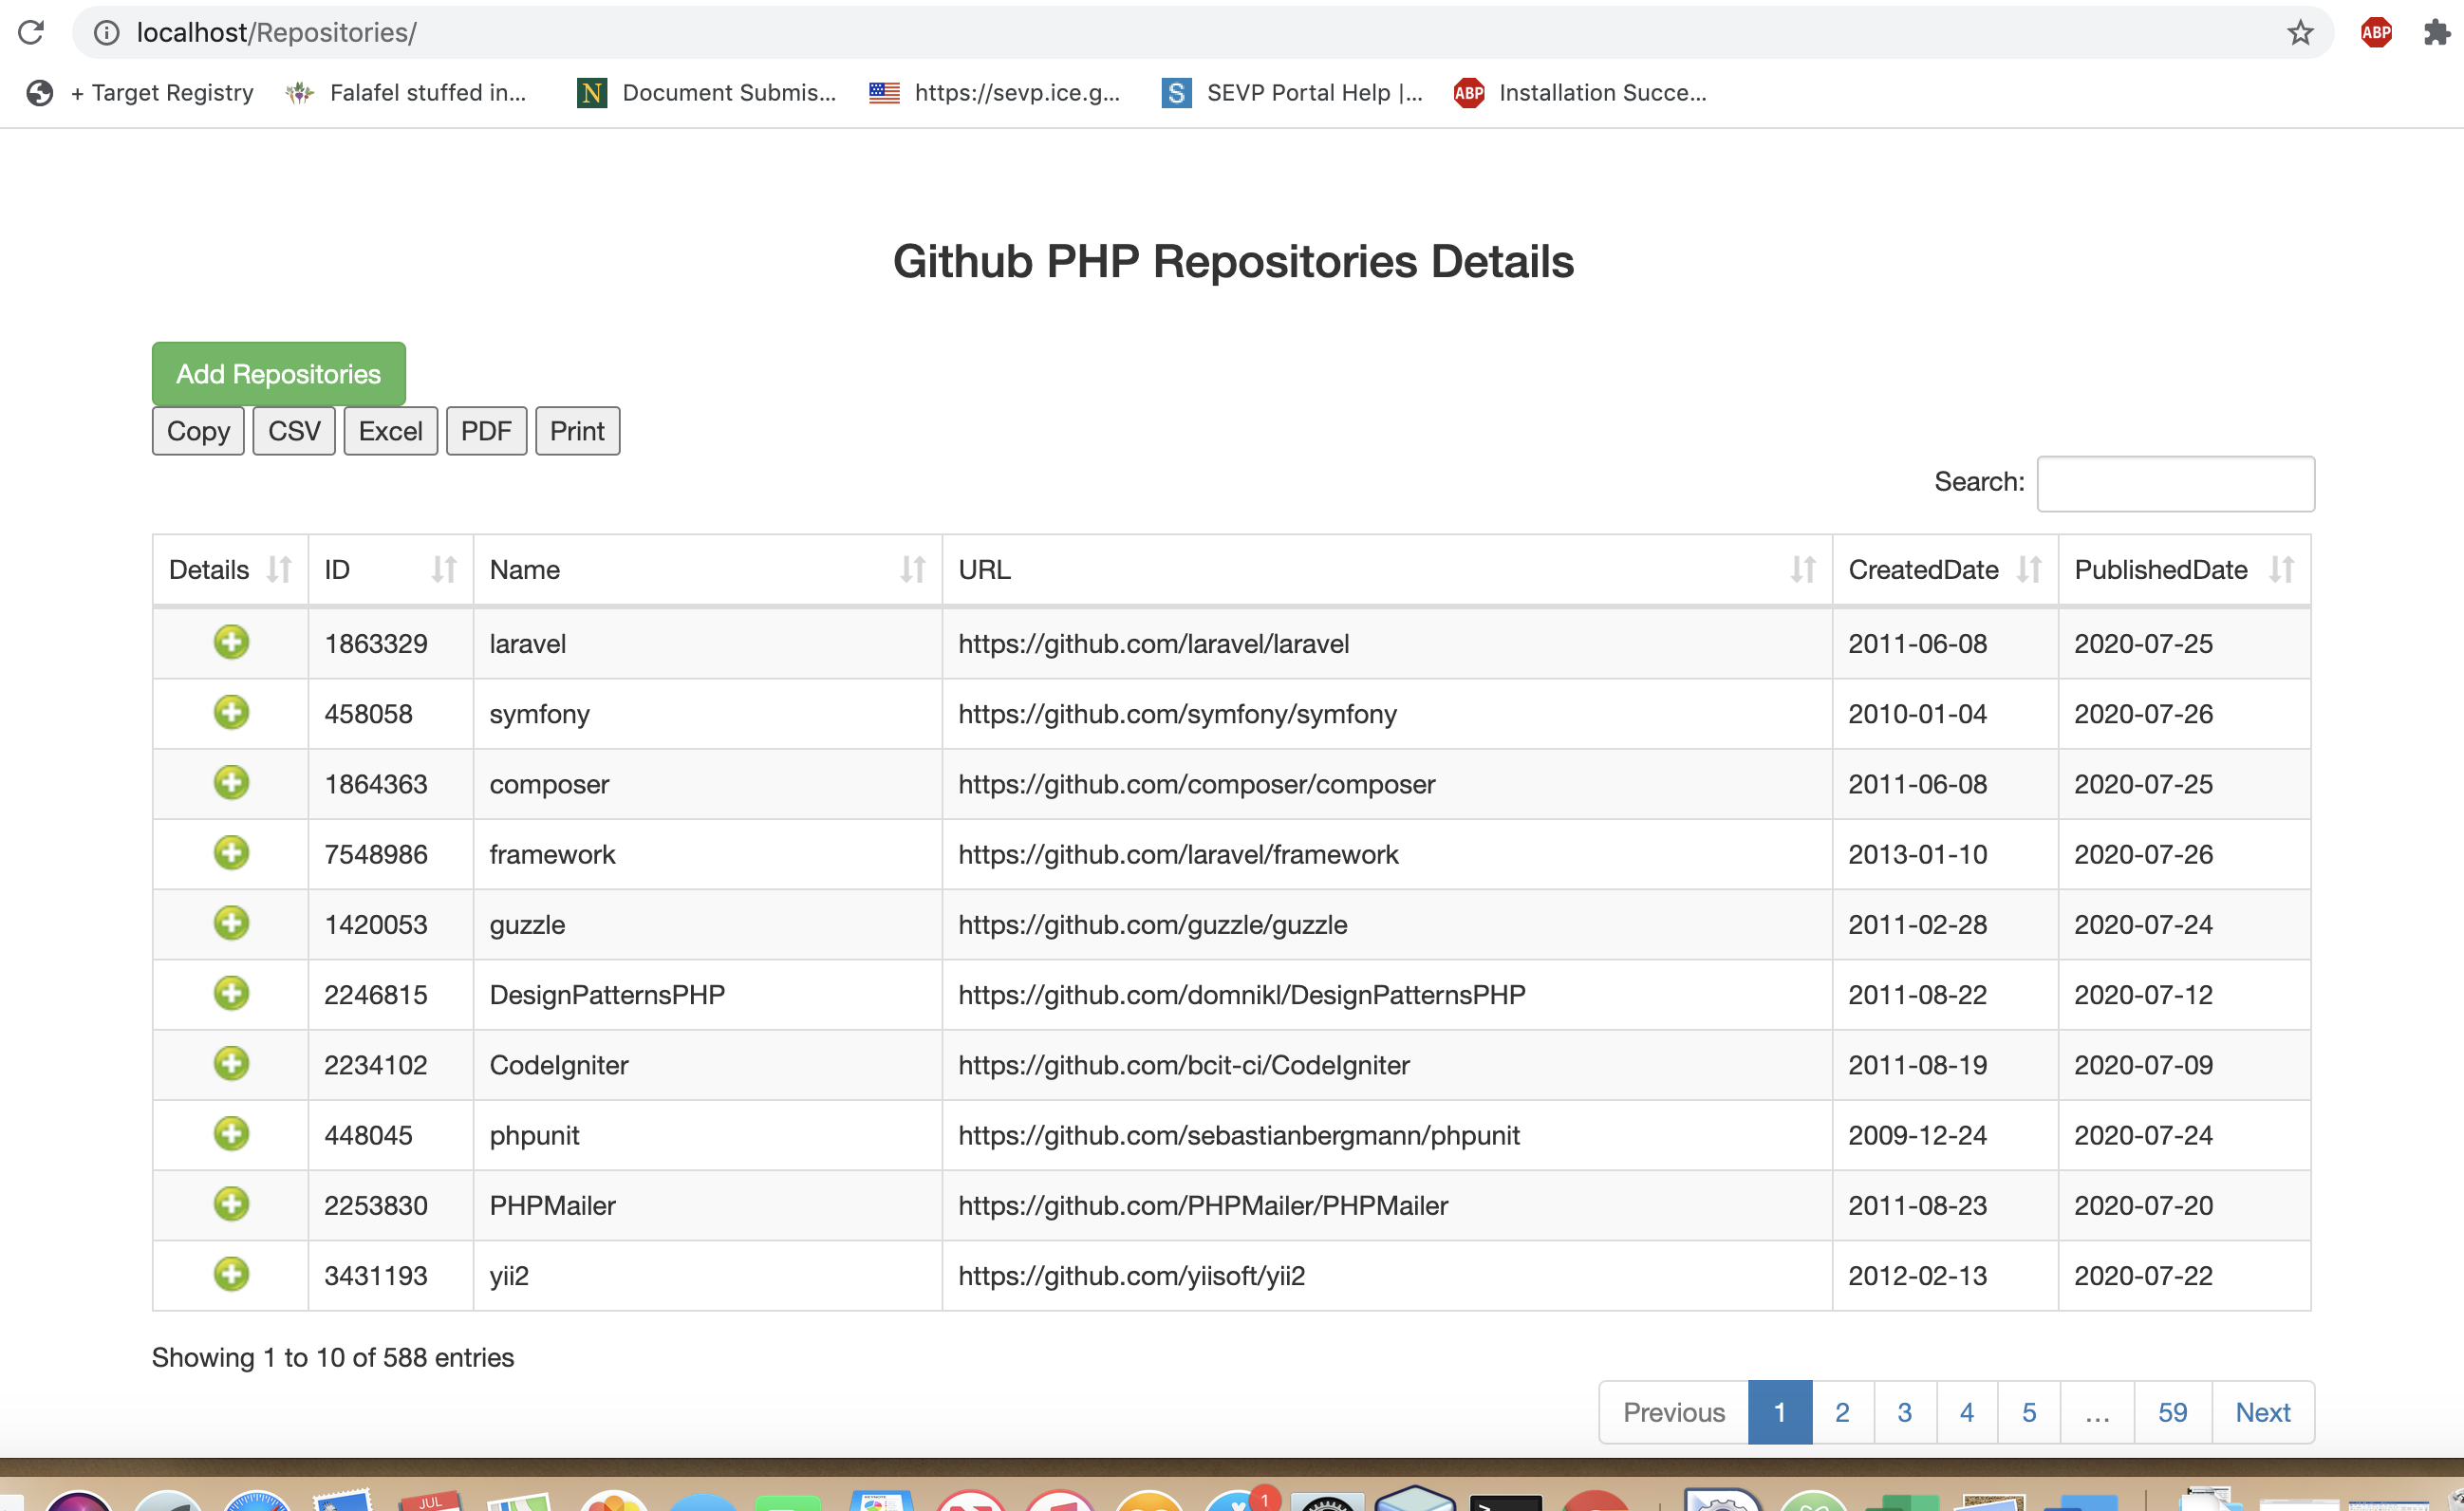 localhost/Repositories/
ABP
+ Target Registry Falafel stuffed in... N Document Submis... https://sevp.ice.g... S SEVP Portal Help |... ABP Installation Succe...
Github PHP Repositories Details
Add Repositories
Copy CSV Excel PDF Print
Search:
Details ID Name URL CreatedDate PublishedDate
1863329 laravel https://github.com/laravel/laravel 2011-06-08 2020-07-25
458058 symfony https://github.com/symfony/symfony 2010-01-04 2020-07-26
1864363 composer https://github.com/composer/composer 2011-06-08 2020-07-25
7548986 framework https://github.com/laravel/framework 2013-01-10 2020-07-26
1420053 guzzle https://github.com/guzzle/guzzle 2011-02-28 2020-07-24
2246815 DesignPatternsPHP https://github.com/domnikl/DesignPatternsPHP 2011-08-22 2020-07-12
2234102 CodeIgniter https://github.com/bcit-ci/CodeIgniter 2011-08-19 2020-07-09
448045 phpunit https://github.com/sebastianbergmann/phpunit 2009-12-24 2020-07-24
2253830 PHPMailer https://github.com/PHPMailer/PHPMailer 2011-08-23 2020-07-20
3431193 yii2 https://github.com/yiisoft/yii2 2012-02-13 2020-07-22
Showing 1 to 10 of 588 entries
Previous 1 2 3 4 5 ... 59 Next
JUL 1